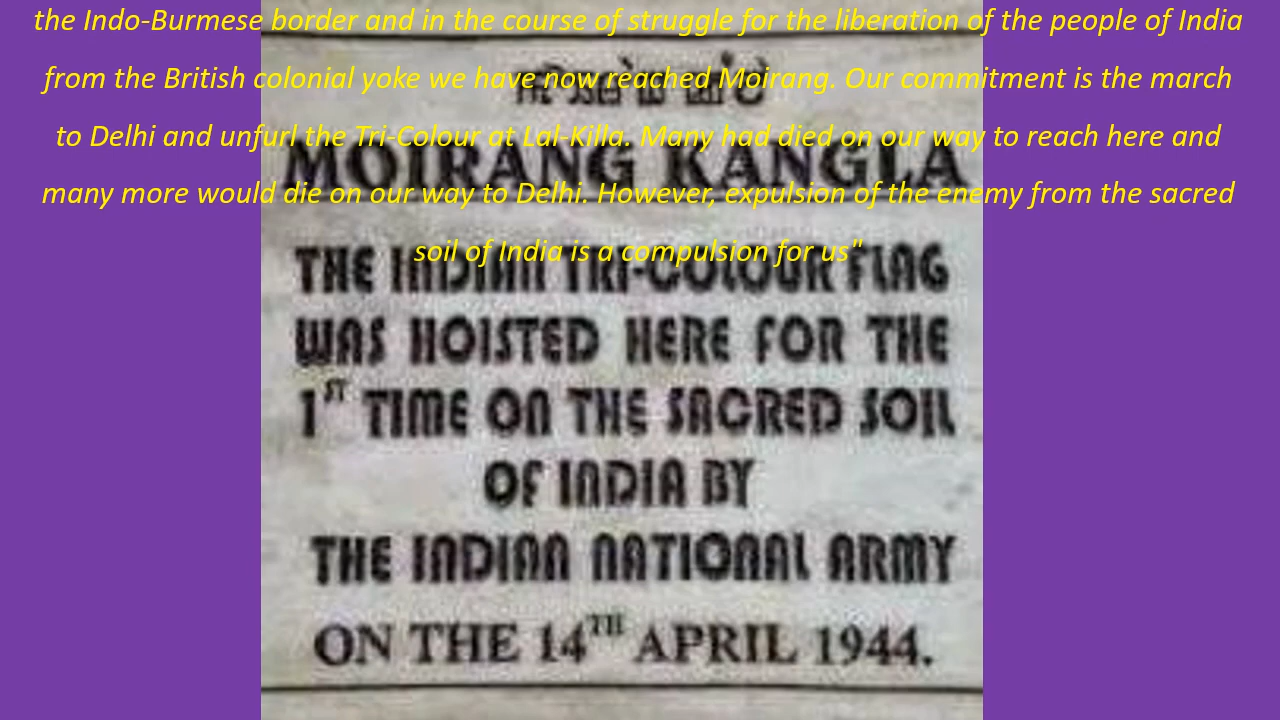 the Indo-Burmese border and in the course of struggle for the liberation of the people of India
from the British colonial yoke we have now reached Moirang. Our commitment is the march
to Delhi and unfurl the Tri-Colour at Lal-Killa. Many had died on our way to reach here and
many more would die on our way to Delhi. However, expulsion of the enemy from the sacred
soil of India is a compulsion for us"
MOIRANG KANGLA
THE INDIAN TRI-COLOUR FLAG
WAS HOISTED HERE FOR THE
1ST TIME ON THE SACRED SOIL
OF INDIA BY
THE INDIAN NATIONAL ARMY
ON THE 14TH APRIL 1944.